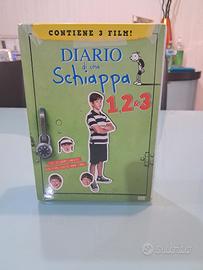 CONTIENE 3 FILM!
DIARIO
di una
Schiappa
1,2&3
Subito.it